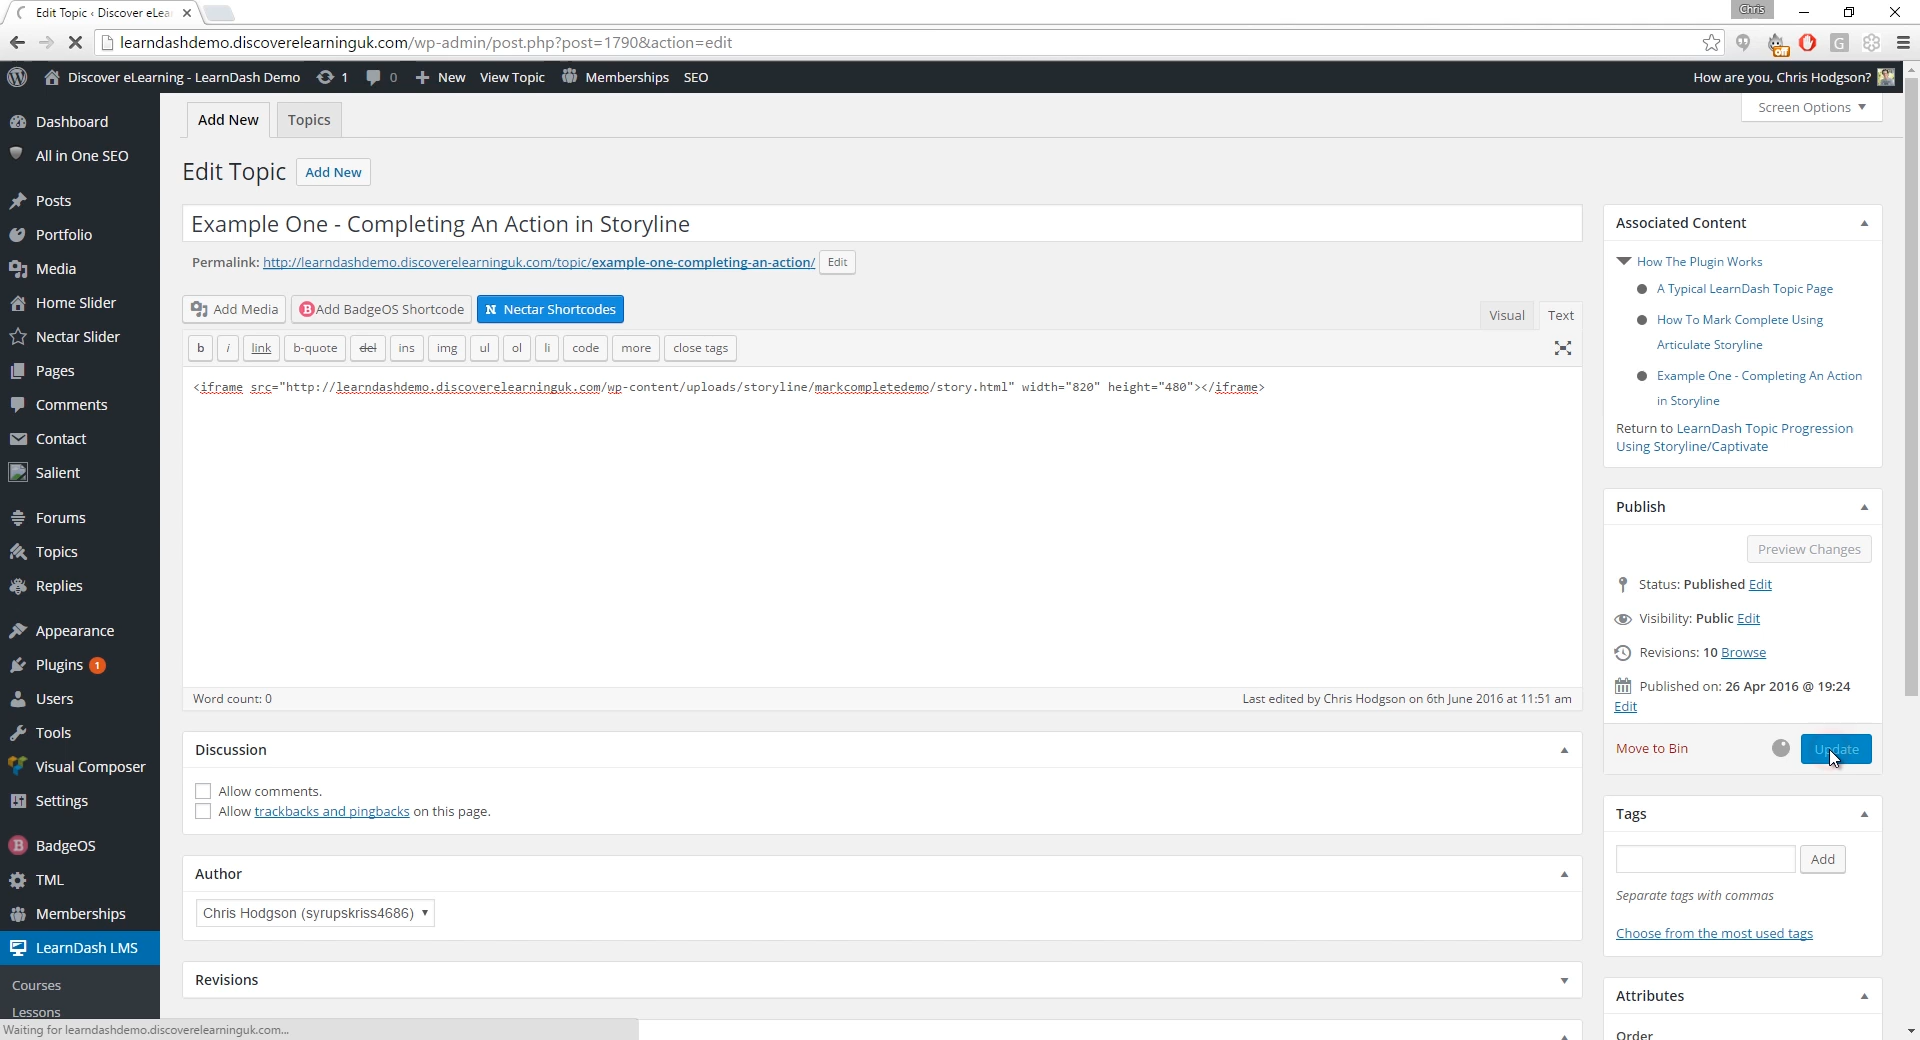 Edit Topic ‹ Discover eLea
Chris
learndashdemo.discoverelearninguk.com/wp-admin/post.php?post=1790&action=edit
off
G
Discover eLearning - LearnDash Demo 1 0 New View Topic Memberships SEO
How are you, Chris Hodgson?
Screen Options
Dashboard
All in One SEO
Posts
Portfolio
Media
Home Slider
Nectar Slider
Pages
Comments
Contact
Salient
Forums
Topics
Replies
Appearance
Plugins 1
Users
Tools
Visual Composer
Settings
BadgeOS
TML
Memberships
LearnDash LMS
Courses
Lessons
Add New Topics
Edit Topic Add New
Example One - Completing An Action in Storyline
Permalink: http://learndashdemo.discoverelearninguk.com/topic/example-one-completing-an-action/ Edit
Add Media Add BadgeOS Shortcode N Nectar Shortcodes
Visual Text
b i link b-quote del ins img ul ol li code more close tags
<iframe src="http://learndashdemo.discoverelearninguk.com/wp-content/uploads/storyline/markcompletedemo/story.html" width="820" height="480"></iframe>
Word count: 0
Last edited by Chris Hodgson on 6th June 2016 at 11:51 am
Discussion
Allow comments.
Allow trackbacks and pingbacks on this page.
Author
Chris Hodgson (syrupskriss4686)
Revisions
Associated Content
How The Plugin Works
A Typical LearnDash Topic Page
How To Mark Complete Using
Articulate Storyline
Example One - Completing An Action
in Storyline
Return to LearnDash Topic Progression
Using Storyline/Captivate
Publish
Preview Changes
Status: Published Edit
Visibility: Public Edit
Revisions: 10 Browse
Published on: 26 Apr 2016 @ 19:24
Edit
Move to Bin
Update
Tags
Add
Separate tags with commas
Choose from the most used tags
Attributes
Order
Waiting for learndashdemo.discoverelearninguk.com...